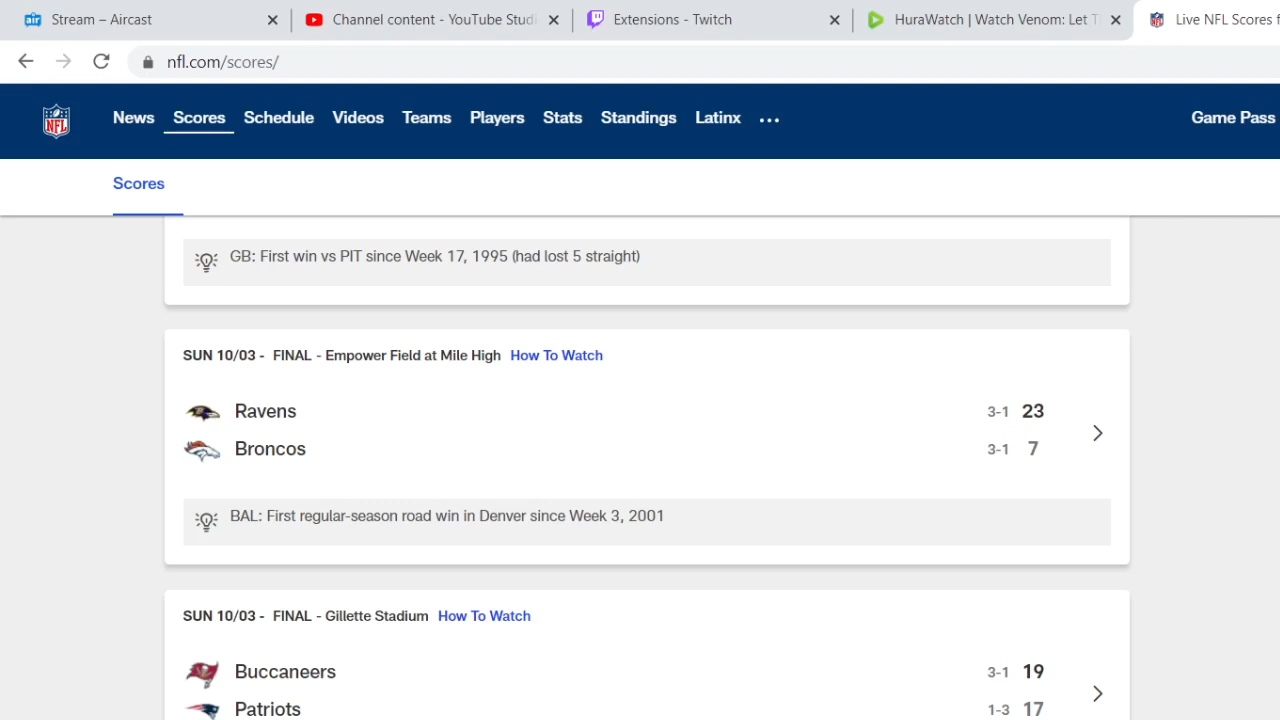 Stream – Aircast
Channel content - YouTube Studi
Extensions - Twitch
HuraWatch | Watch Venom: Let T
Live NFL Scores f
nfl.com/scores/
NFL
News Scores Schedule Videos Teams Players Stats Standings Latinx ... Game Pass
Scores
GB: First win vs PIT since Week 17, 1995 (had lost 5 straight)
SUN 10/03 - FINAL - Empower Field at Mile High How To Watch
Ravens 3-1 23
Broncos 3-1 7
BAL: First regular-season road win in Denver since Week 3, 2001
SUN 10/03 - FINAL - Gillette Stadium How To Watch
Buccaneers 3-1 19
Patriots 1-3 17